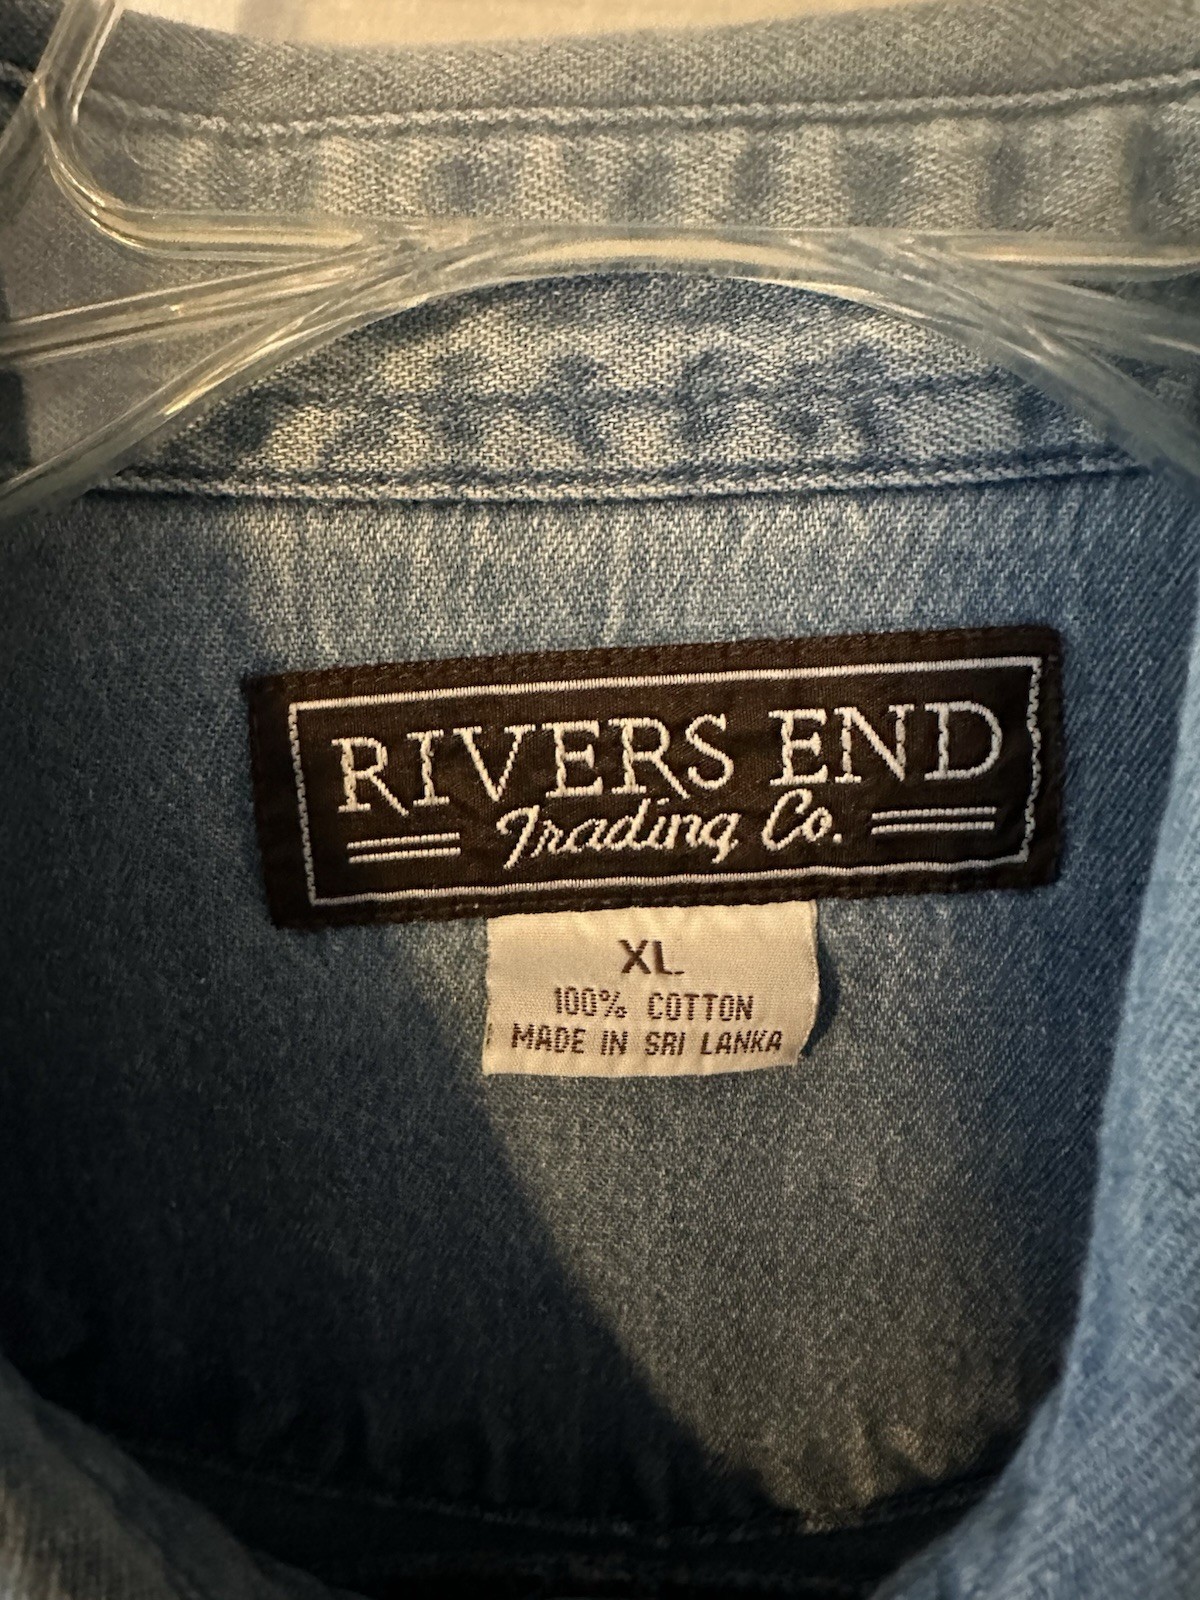 RIVERS END
Trading Co.
XL
100% COTTON
MADE IN SRI LANKA